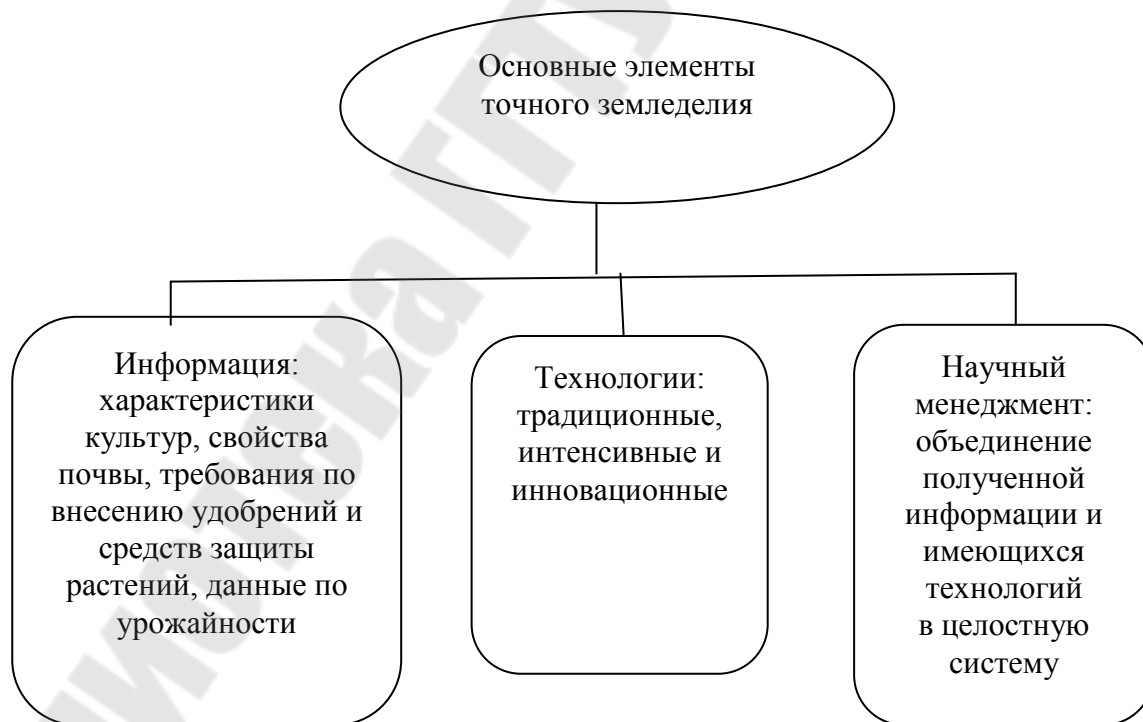 Основные элементы
точного земледелия
Информация:
характеристики
культур, свойства
почвы, требования по
внесению удобрений и
средств защиты
растений, данные по
урожайности
Технологии:
традиционные,
интенсивные и
инновационные
Научный
менеджмент:
объединение
полученной
информации и
имеющихся
технологий
в целостную
систему